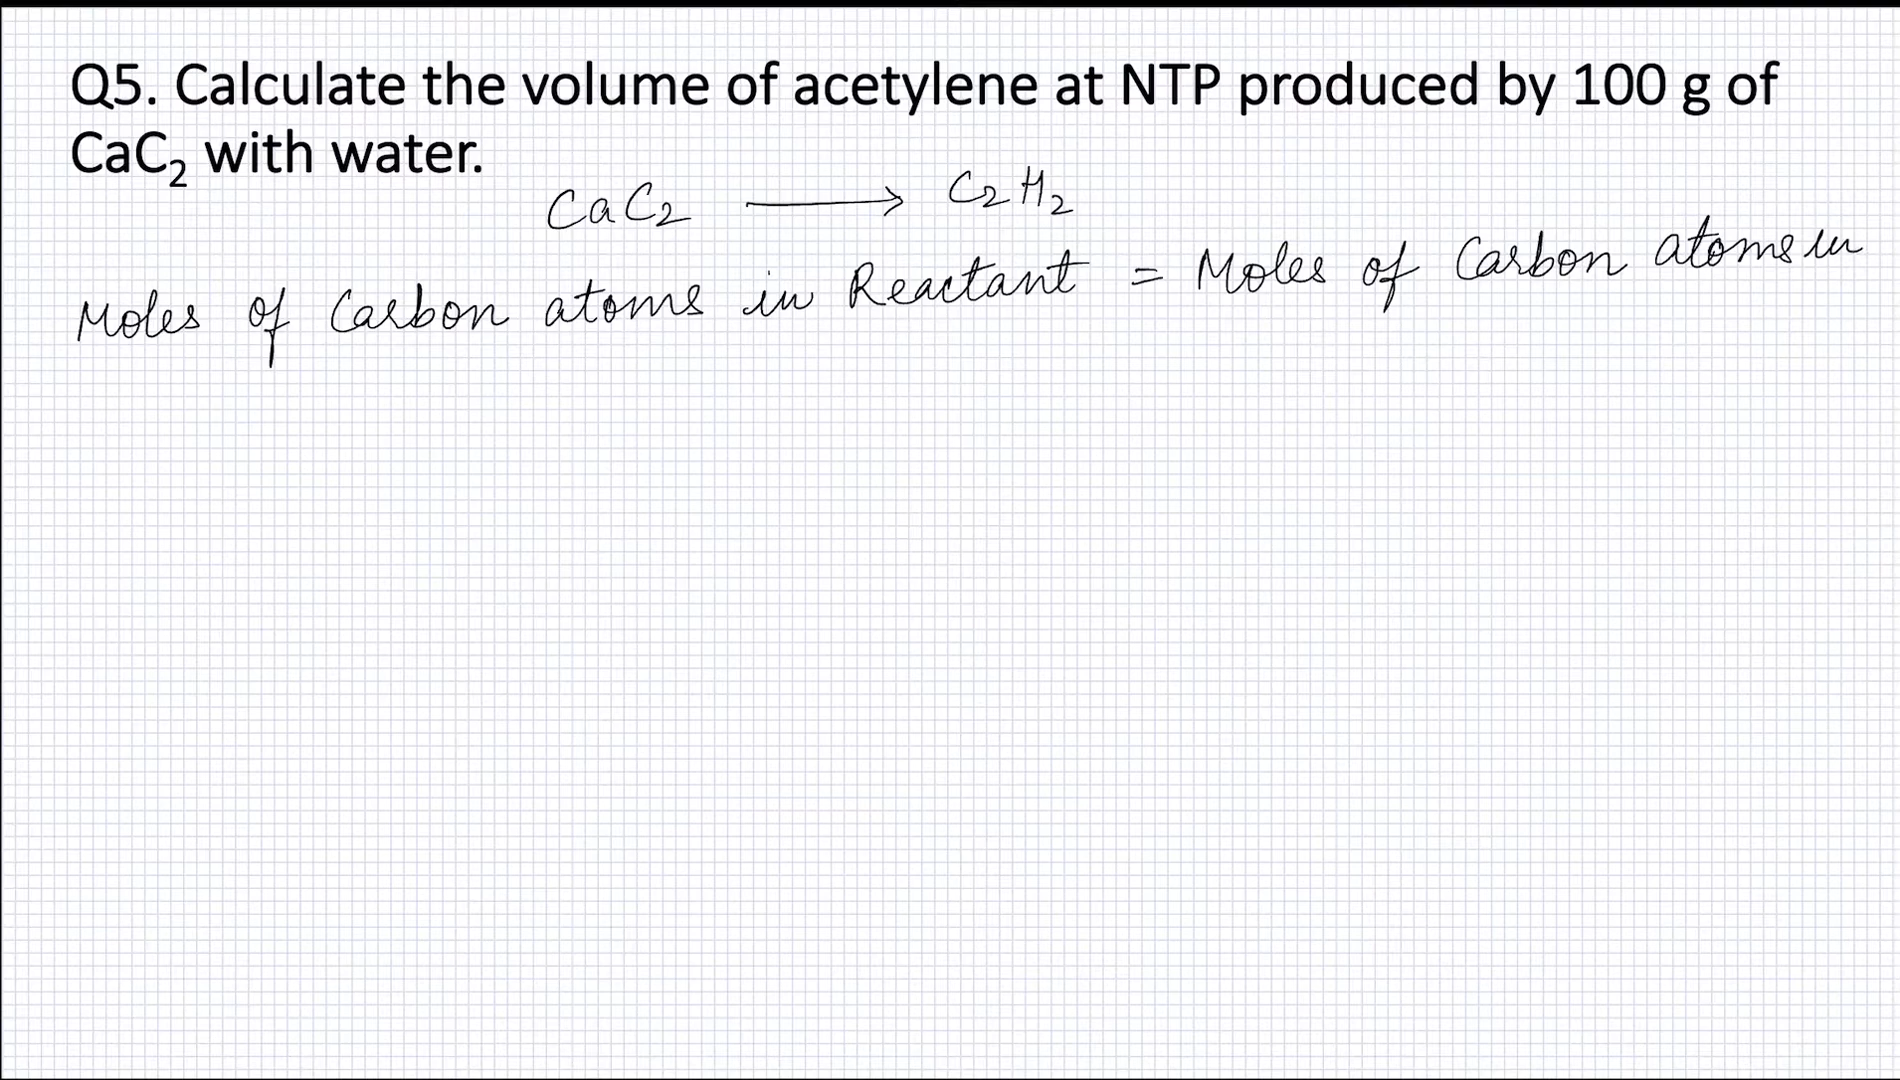 Q5. Calculate the volume of acetylene at NTP produced by 100 g of
CaC₂ with water.
CaC₂ ⟶ C₂H₂
Moles of Carbon atoms in Reactant = Moles of Carbon atoms in